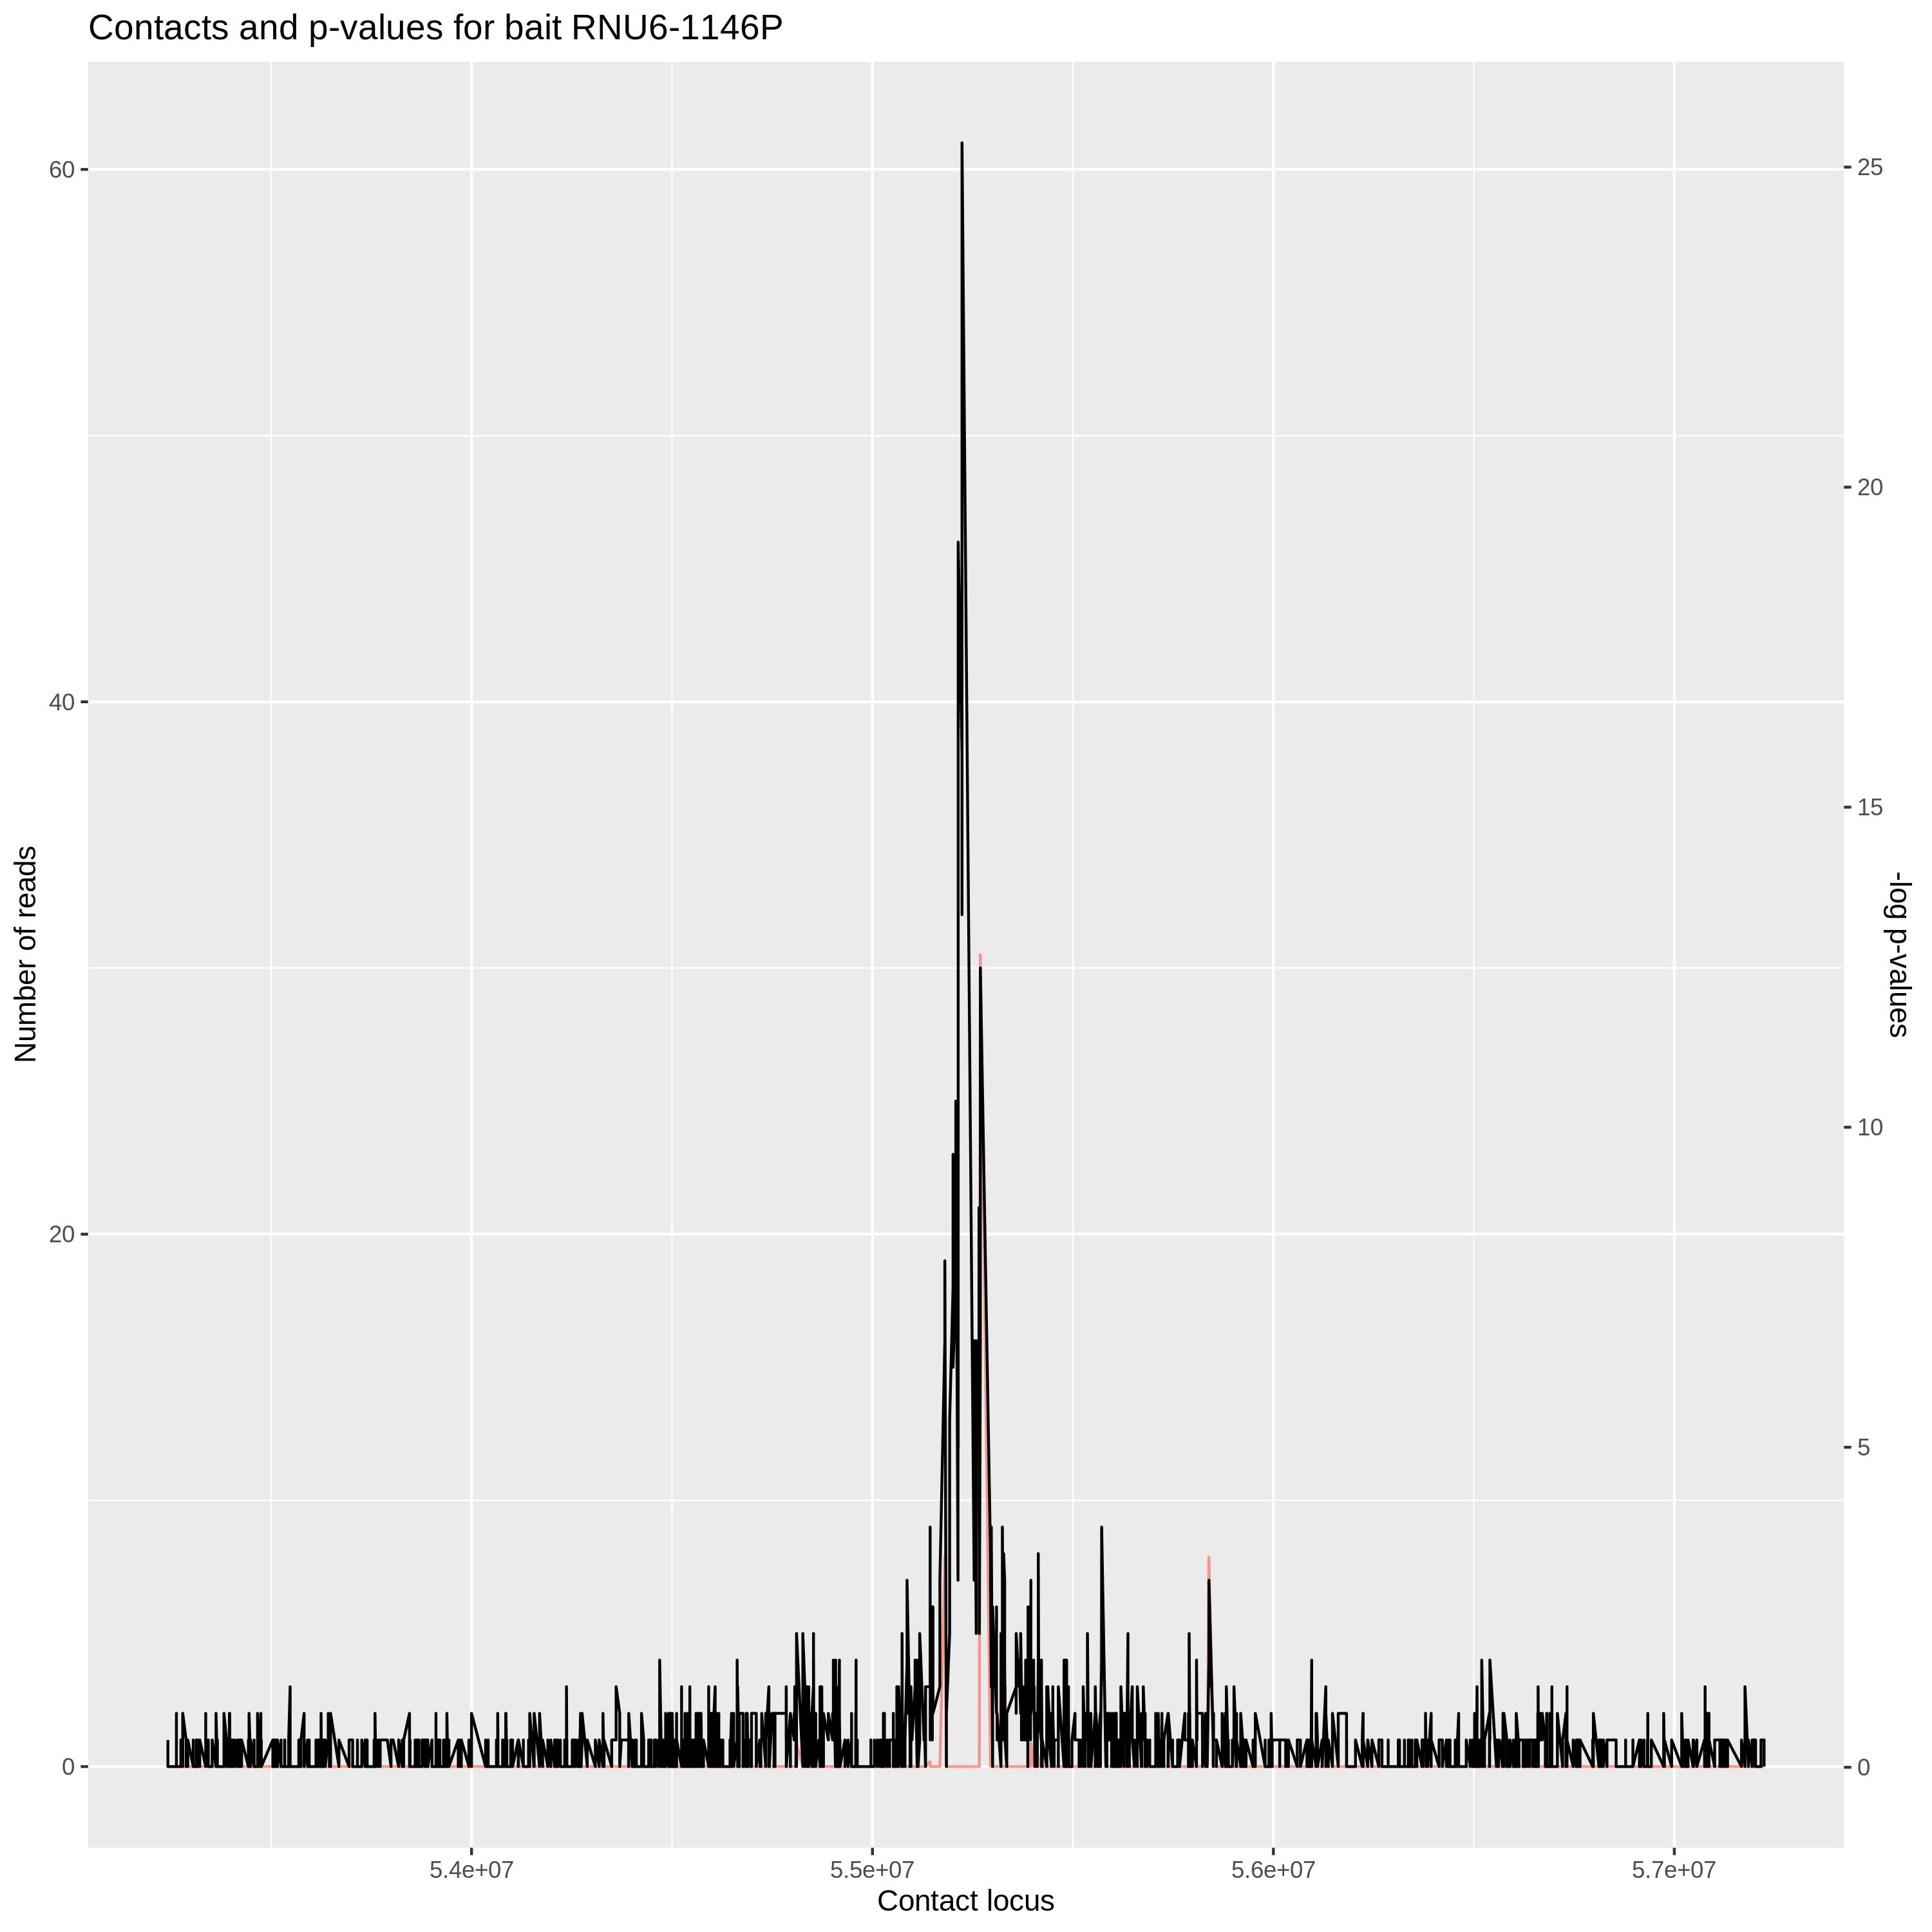 Contacts and p-values for bait RNU6-1146P
60
40
20
0
25
20
15
10
5
0
Number of reads
-log p-values
5.4e+07
5.5e+07
5.6e+07
5.7e+07
Contact locus